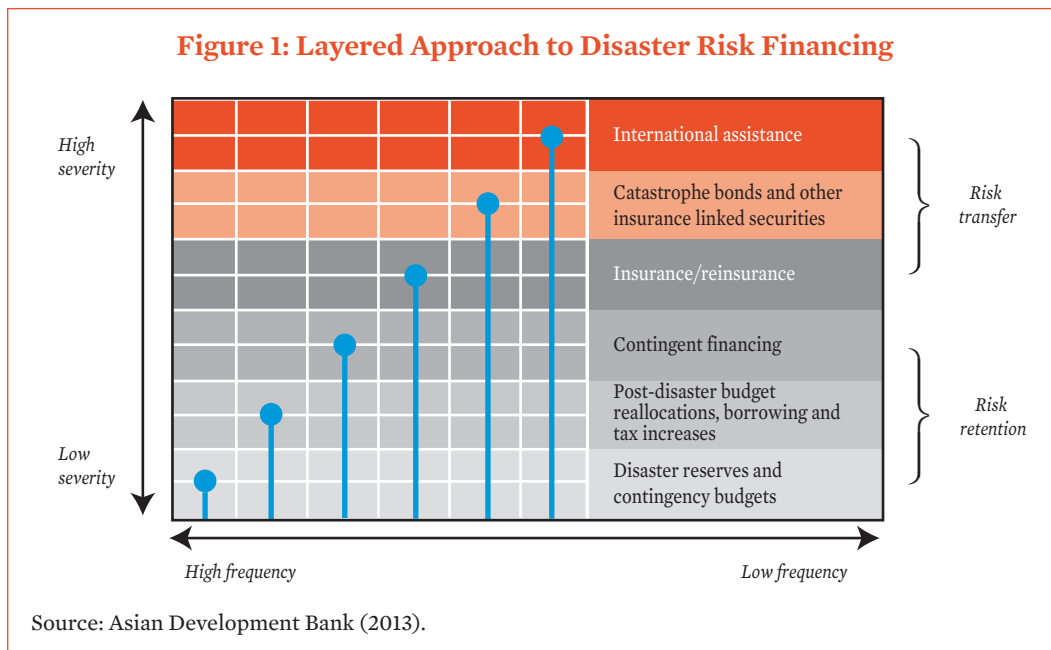 Figure 1: Layered Approach to Disaster Risk Financing
High
severity
International assistance
Catastrophe bonds and other
insurance linked securities
Risk
transfer
Insurance/reinsurance
Contingent financing
Post-disaster budget
reallocations, borrowing and
tax increases
Risk
retention
Low
severity
Disaster reserves and
contingency budgets
High frequency
Low frequency
Source: Asian Development Bank (2013).